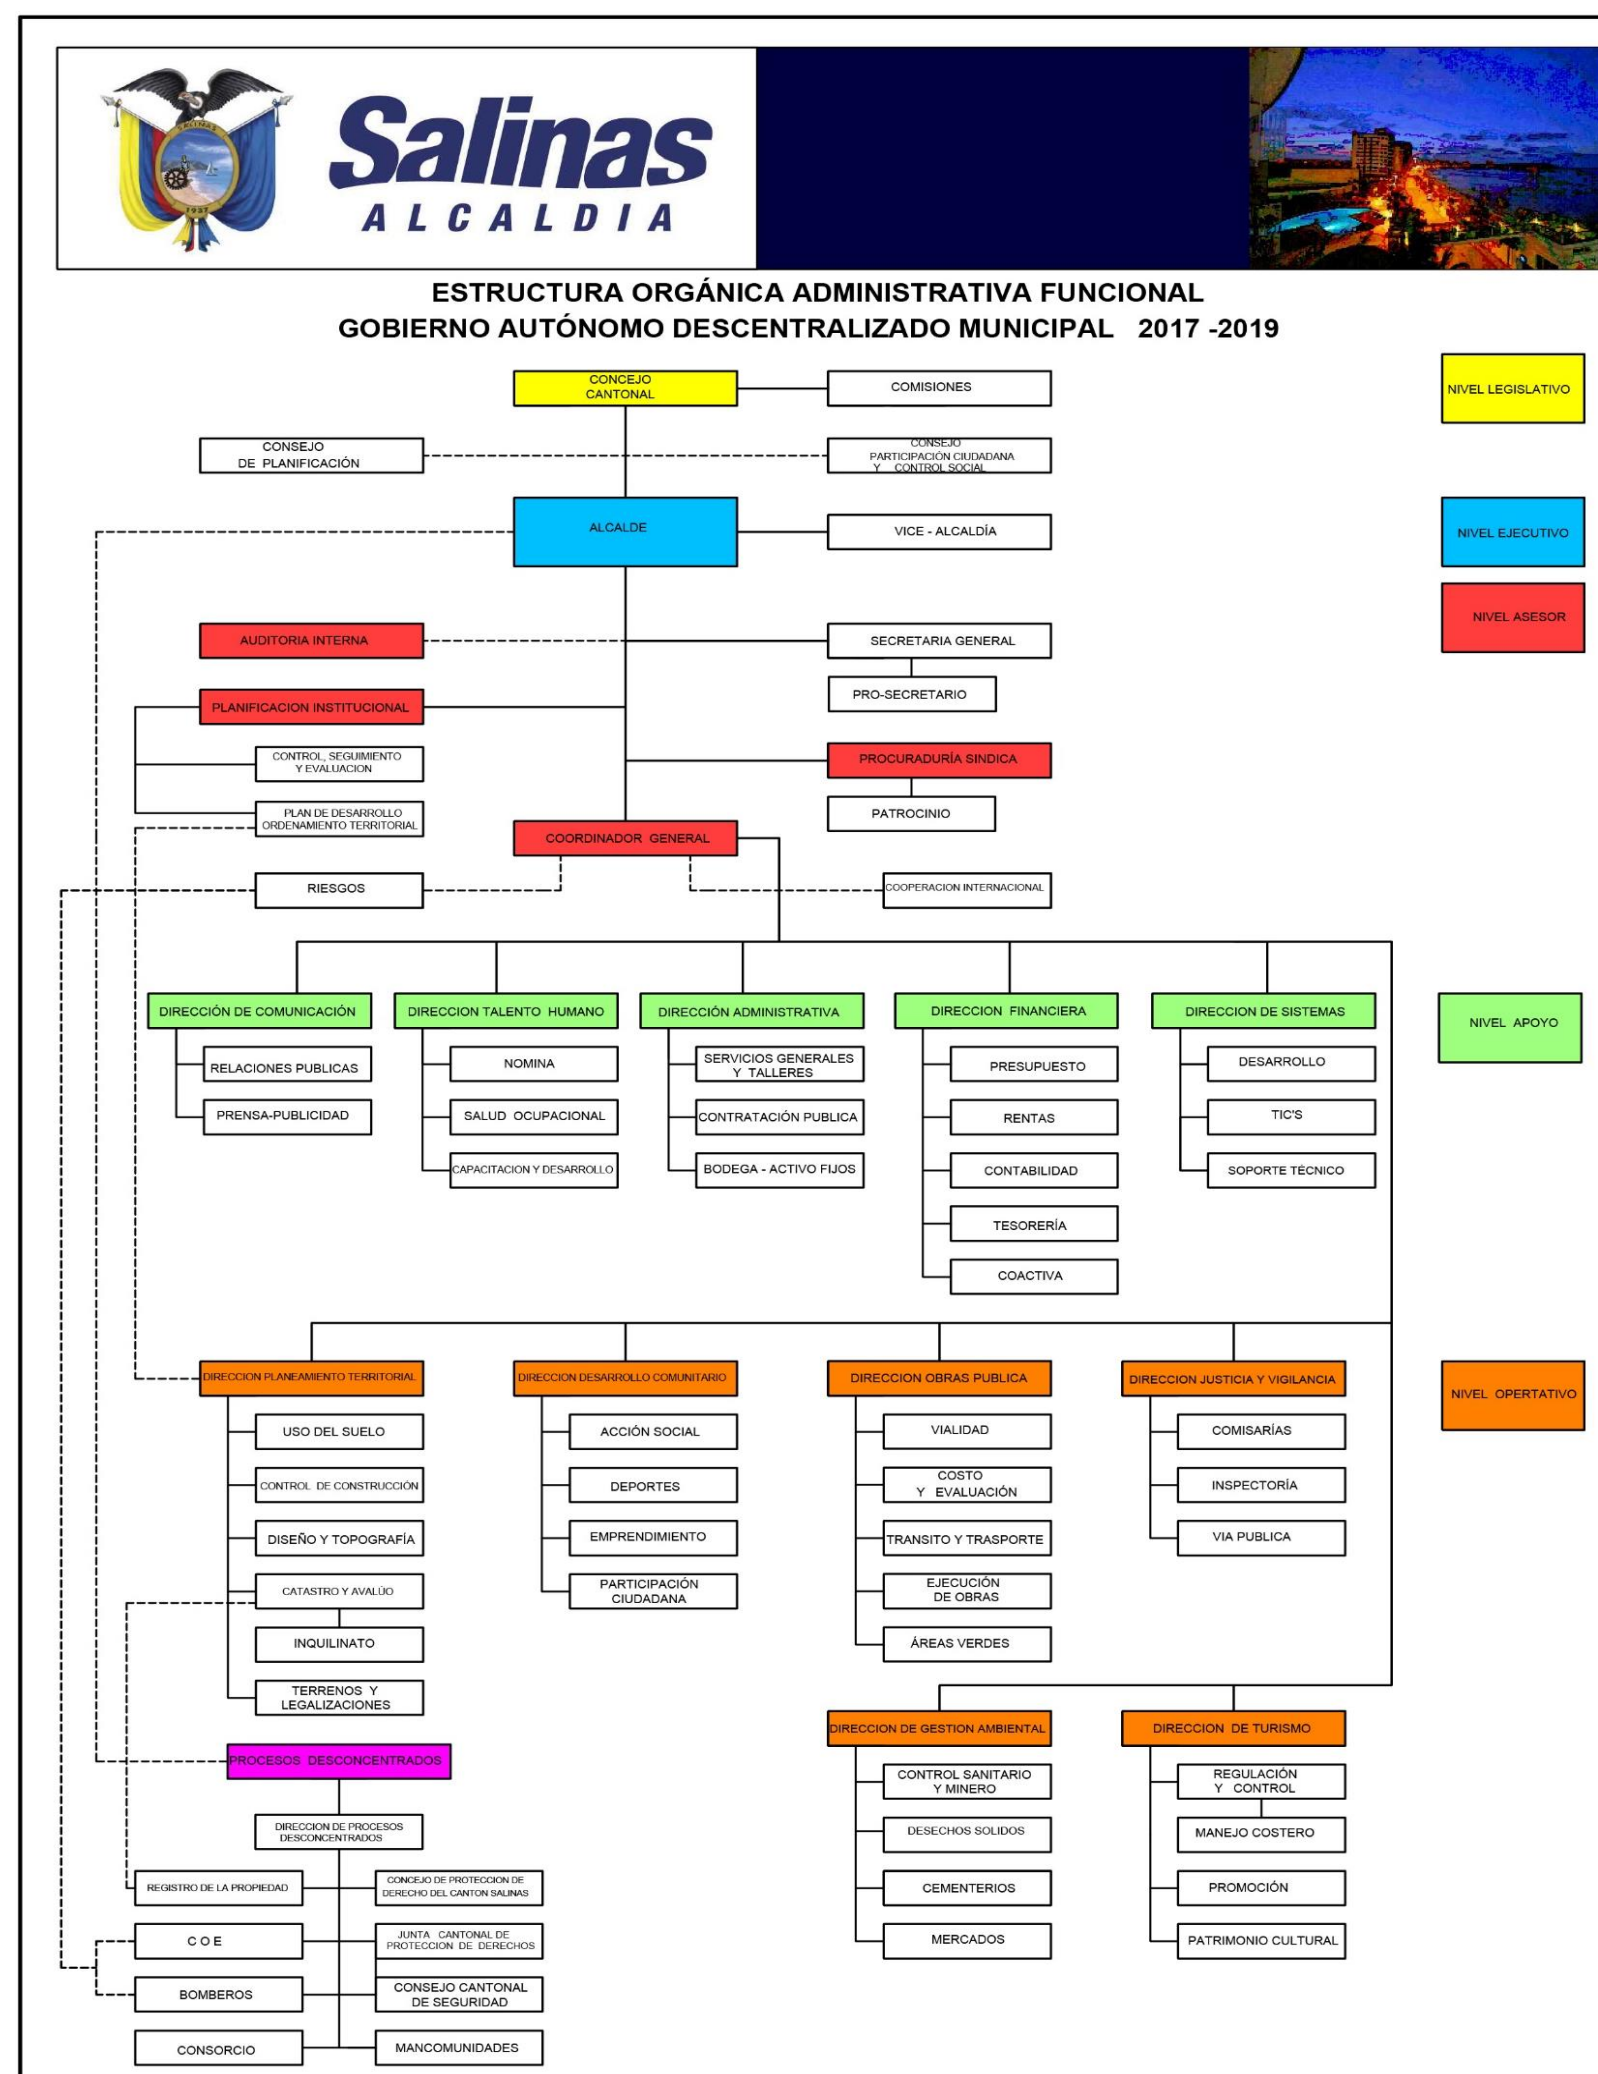 SALINAS
1937
Salinas
ALCALDIA
ESTRUCTURA ORGÁNICA ADMINISTRATIVA FUNCIONAL
GOBIERNO AUTÓNOMO DESCENTRALIZADO MUNICIPAL 2017 -2019
CONCEJO
CANTONAL
COMISIONES
NIVEL LEGISLATIVO
CONSEJO
DE PLANIFICACIÓN
CONSEJO
PARTICIPACIÓN CIUDADANA
Y CONTROL SOCIAL
ALCALDE
VICE - ALCALDÍA
NIVEL EJECUTIVO
NIVEL ASESOR
AUDITORIA INTERNA
SECRETARIA GENERAL
PRO-SECRETARIO
PLANIFICACION INSTITUCIONAL
CONTROL, SEGUIMIENTO
Y EVALUACION
PROCURADURÍA SINDICA
PLAN DE DESARROLLO
ORDENAMIENTO TERRITORIAL
PATROCINIO
COORDINADOR GENERAL
RIESGOS
COOPERACION INTERNACIONAL
DIRECCIÓN DE COMUNICACIÓN
DIRECCION TALENTO HUMANO
DIRECCIÓN ADMINISTRATIVA
DIRECCION FINANCIERA
DIRECCION DE SISTEMAS
NIVEL APOYO
RELACIONES PUBLICAS
PRENSA-PUBLICIDAD
NOMINA
SALUD OCUPACIONAL
CAPACITACION Y DESARROLLO
SERVICIOS GENERALES
Y TALLERES
CONTRATACIÓN PUBLICA
BODEGA - ACTIVO FIJOS
PRESUPUESTO
RENTAS
CONTABILIDAD
TESORERÍA
COACTIVA
DESARROLLO
TIC'S
SOPORTE TÉCNICO
DIRECCION PLANEAMIENTO TERRITORIAL
DIRECCION DESARROLLO COMUNITARIO
DIRECCION OBRAS PUBLICA
DIRECCION JUSTICIA Y VIGILANCIA
NIVEL OPERTATIVO
USO DEL SUELO
CONTROL DE CONSTRUCCIÓN
DISEÑO Y TOPOGRAFÍA
CATASTRO Y AVALÚO
INQUILINATO
TERRENOS Y
LEGALIZACIONES
ACCIÓN SOCIAL
DEPORTES
EMPRENDIMIENTO
PARTICIPACIÓN
CIUDADANA
VIALIDAD
COSTO
Y EVALUACIÓN
TRANSITO Y TRASPORTE
EJECUCIÓN
DE OBRAS
ÁREAS VERDES
COMISARÍAS
INSPECTORÍA
VIA PUBLICA
DIRECCION DE GESTION AMBIENTAL
DIRECCION DE TURISMO
CONTROL SANITARIO
Y MINERO
DESECHOS SOLIDOS
CEMENTERIOS
MERCADOS
REGULACIÓN
Y CONTROL
MANEJO COSTERO
PROMOCIÓN
PATRIMONIO CULTURAL
PROCESOS DESCONCENTRADOS
DIRECCION DE PROCESOS
DESCONCENTRADOS
REGISTRO DE LA PROPIEDAD
CONCEJO DE PROTECCION DE
DERECHO DEL CANTON SALINAS
C O E
JUNTA CANTONAL DE
PROTECCION DE DERECHOS
BOMBEROS
CONSEJO CANTONAL
DE SEGURIDAD
CONSORCIO
MANCOMUNIDADES